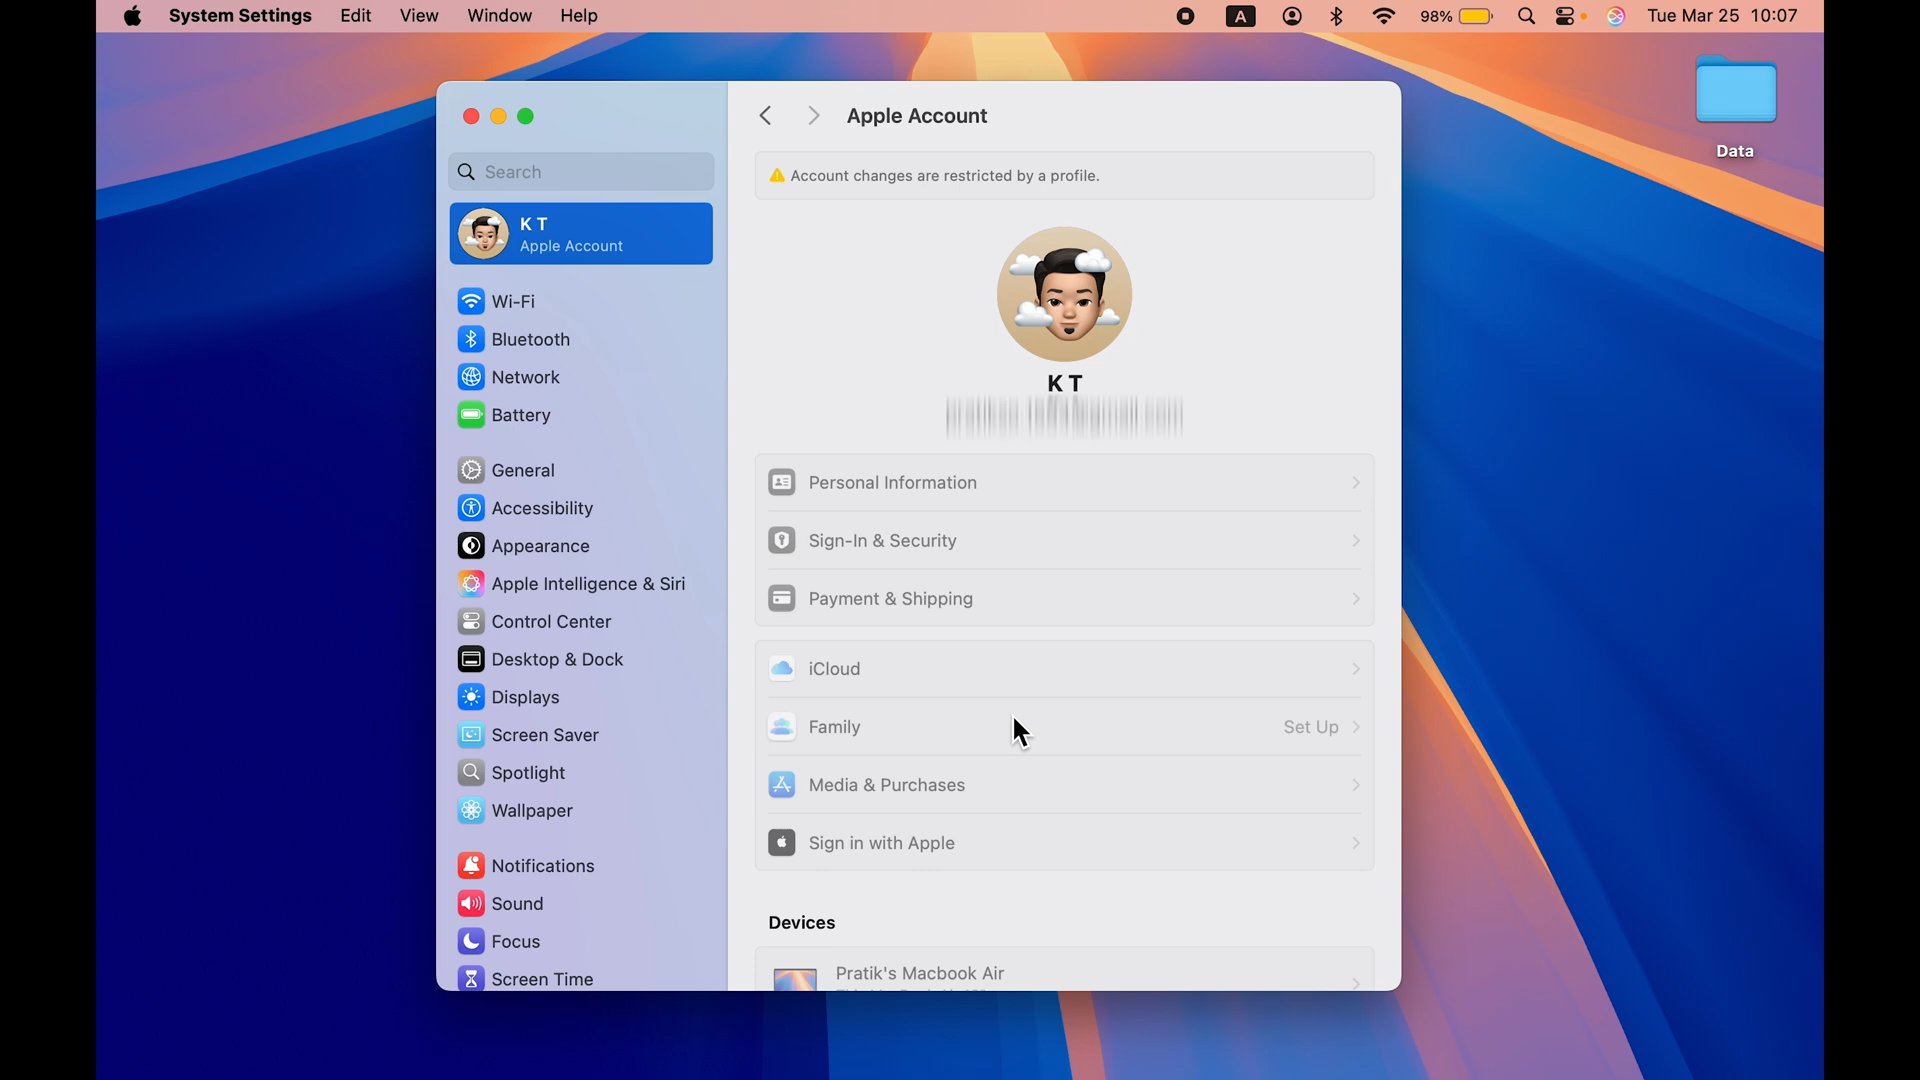 System Settings Edit View Window Help
A 98% Tue Mar 25 10:07
Data
Search
K T
Apple Account
Wi-Fi
Bluetooth
Network
Battery
General
Accessibility
Appearance
Apple Intelligence & Siri
Control Center
Desktop & Dock
Displays
Screen Saver
Spotlight
Wallpaper
Notifications
Sound
Focus
Screen Time
Apple Account
Account changes are restricted by a profile.
K T
Personal Information
Sign-In & Security
Payment & Shipping
iCloud
Family Set Up
Media & Purchases
Sign in with Apple
Devices
Pratik's Macbook Air